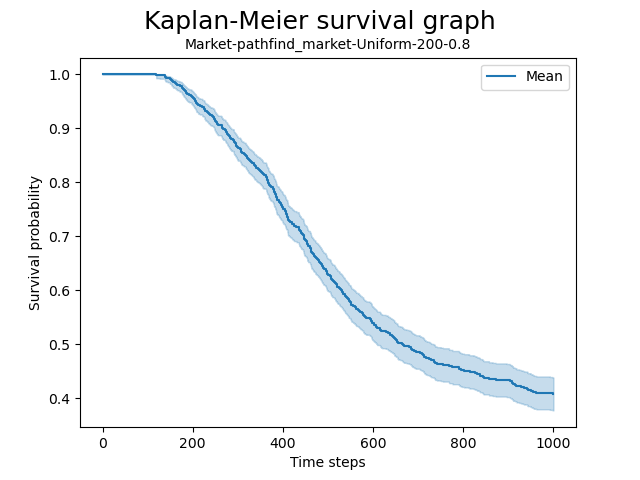 Kaplan-Meier survival graph
Market-pathfind_market-Uniform-200-0.8
Mean
Survival probability
1.0
0.9
0.8
0.7
0.6
0.5
0.4
0 200 400 600 800 1000
Time steps